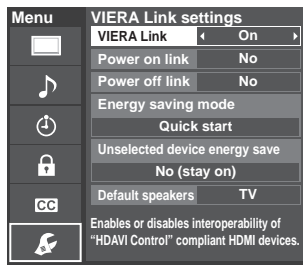 Menu
VIERA Link settings
VIERA Link On
Power on link No
Power off link No
Energy saving mode
Quick start
Unselected device energy save
No (stay on)
Default speakers TV
CC
Enables or disables interoperability of
“HDAVI Control” compliant HDMI devices.